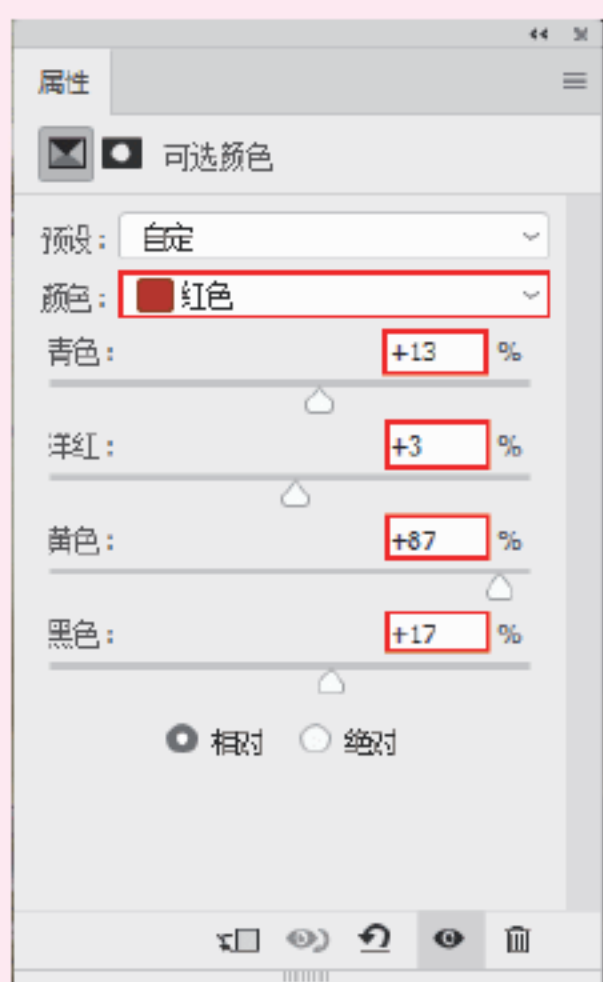 属性
可选颜色
预设： 自定
颜色： 红色
青色： +13 %
洋红： +3 %
黄色： +87 %
黑色： +17 %
相对 绝对